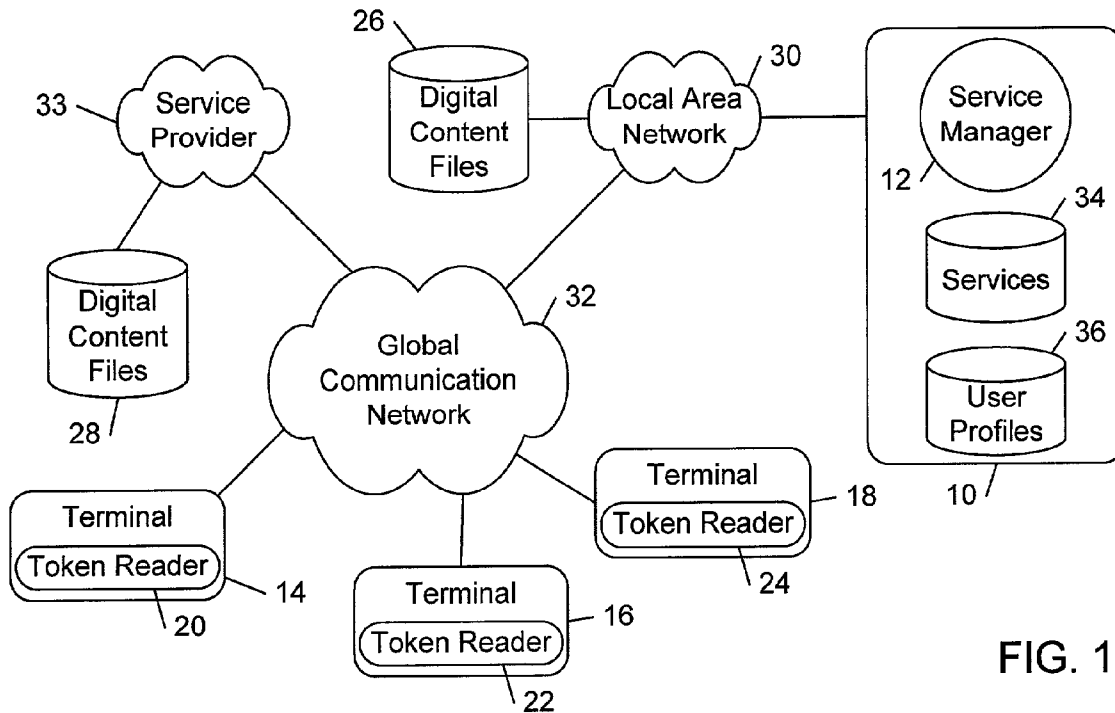 26
30
33
Service
Provider
Digital
Content
Files
Local Area
Network
Service
Manager
12
34
Services
Digital
Content
Files
28
32
Global
Communication
Network
36
User
Profiles
10
Terminal
Token Reader
14
20
Terminal
Token Reader
16
22
Terminal
Token Reader
18
24
FIG. 1